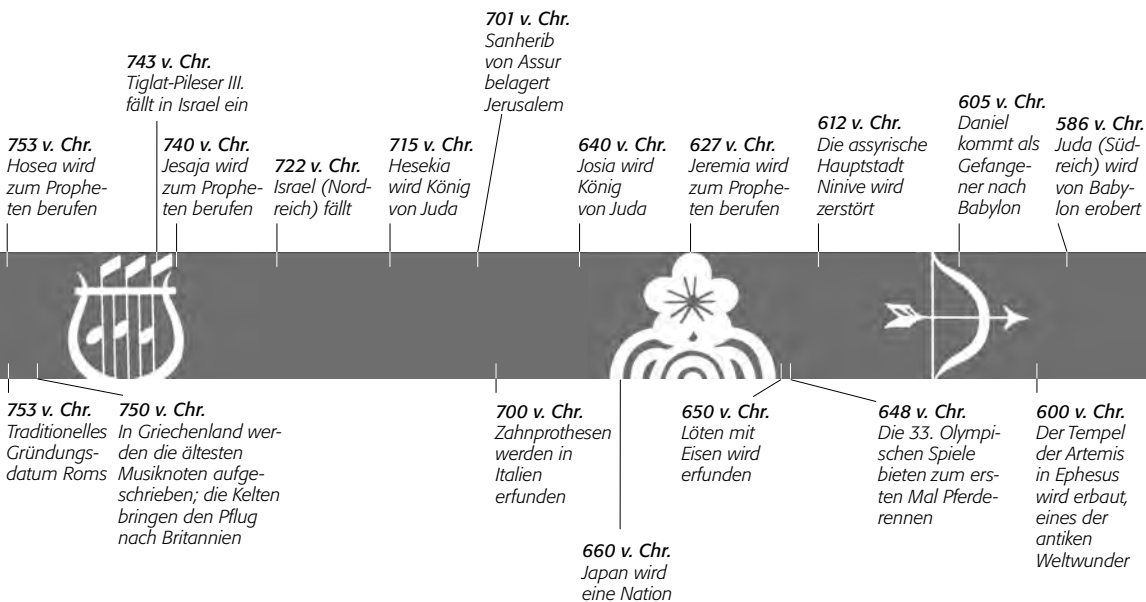 753 v. Chr.
Hosea wird
zum Prophe-
ten berufen
743 v. Chr.
Tiglat-Pileser III.
fällt in Israel ein
740 v. Chr.
Jesaja wird
zum Prophe-
ten berufen
722 v. Chr.
Israel (Nord-
reich) fällt
715 v. Chr.
Hesekia
wird König
von Juda
701 v. Chr.
Sanherib
von Assur
belagert
Jerusalem
640 v. Chr.
Josia wird
König
von Juda
627 v. Chr.
Jeremia wird
zum Prophe-
ten berufen
612 v. Chr.
Die assyrische
Hauptstadt
Ninive wird
zerstört
605 v. Chr.
Daniel
kommt als
Gefange-
ner nach
Babylon
586 v. Chr.
Juda (Süd-
reich) wird
von Baby-
lon erobert
753 v. Chr.
Traditionelles
Gründungs-
datum Roms
750 v. Chr.
In Griechenland wer-
den die ältesten
Musiknoten aufge-
schrieben; die Kelten
bringen den Pflug
nach Britannien
700 v. Chr.
Zahnprothesen
werden in
Italien
erfunden
660 v. Chr.
Japan wird
eine Nation
650 v. Chr.
Löten mit
Eisen wird
erfunden
648 v. Chr.
Die 33. Olympi-
schen Spiele
bieten zum ers-
ten Mal Pferde-
rennen
600 v. Chr.
Der Tempel
der Artemis
in Ephesus
wird erbaut,
eines der
antiken
Weltwunder